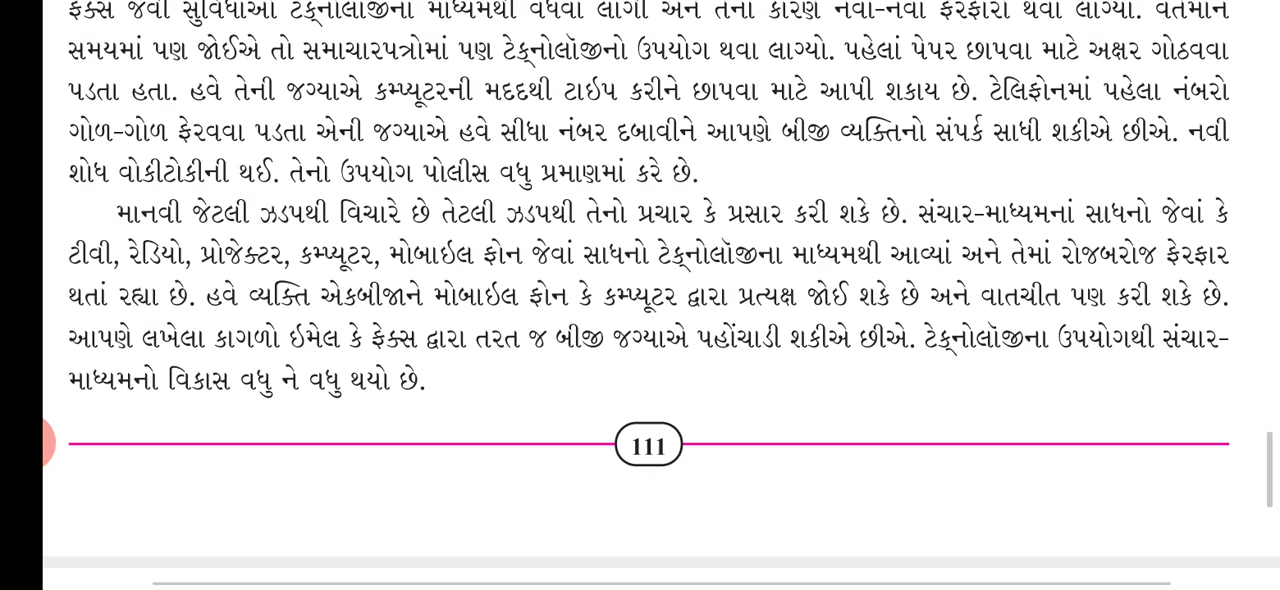 ફેક્સ જેવી સુવિધાઓ ટેક્નોલૉજીના માધ્યમથી વધવા લાગી અને તેના કારણે નવા-નવા ફેરફારો થવા લાગ્યા. વર્તમાન
સમયમાં પણ જોઈએ તો સમાચારપત્રોમાં પણ ટેક્નોલૉજીનો ઉપયોગ થવા લાગ્યો. પહેલાં પેપર છાપવા માટે અક્ષર ગોઠવવા
પડતા હતા. હવે તેની જગ્યાએ કમ્પ્યૂટરની મદદથી ટાઇપ કરીને છાપવા માટે આપી શકાય છે. ટેલિફોનમાં પહેલા નંબરો
ગોળ-ગોળ ફેરવવા પડતા એની જગ્યાએ હવે સીધા નંબર દબાવીને આપણે બીજી વ્યક્તિનો સંપર્ક સાધી શકીએ છીએ. નવી
શોધ વોકીટોકીની થઈ. તેનો ઉપયોગ પોલીસ વધુ પ્રમાણમાં કરે છે.
માનવી જેટલી ઝડપથી વિચારે છે તેટલી ઝડપથી તેનો પ્રચાર કે પ્રસાર કરી શકે છે. સંચાર-માધ્યમનાં સાધનો જેવાં કે
ટીવી, રેડિયો, પ્રોજેક્ટર, કમ્પ્યૂટર, મોબાઇલ ફોન જેવાં સાધનો ટેક્નોલૉજીના માધ્યમથી આવ્યાં અને તેમાં રોજબરોજ ફેરફાર
થતાં રહ્યા છે. હવે વ્યક્તિ એકબીજાને મોબાઇલ ફોન કે કમ્પ્યૂટર દ્વારા પ્રત્યક્ષ જોઈ શકે છે અને વાતચીત પણ કરી શકે છે.
આપણે લખેલા કાગળો ઇમેલ કે ફેક્સ દ્વારા તરત જ બીજી જગ્યાએ પહોંચાડી શકીએ છીએ. ટેક્નોલૉજીના ઉપયોગથી સંચાર-
માધ્યમનો વિકાસ વધુ ને વધુ થયો છે.
111